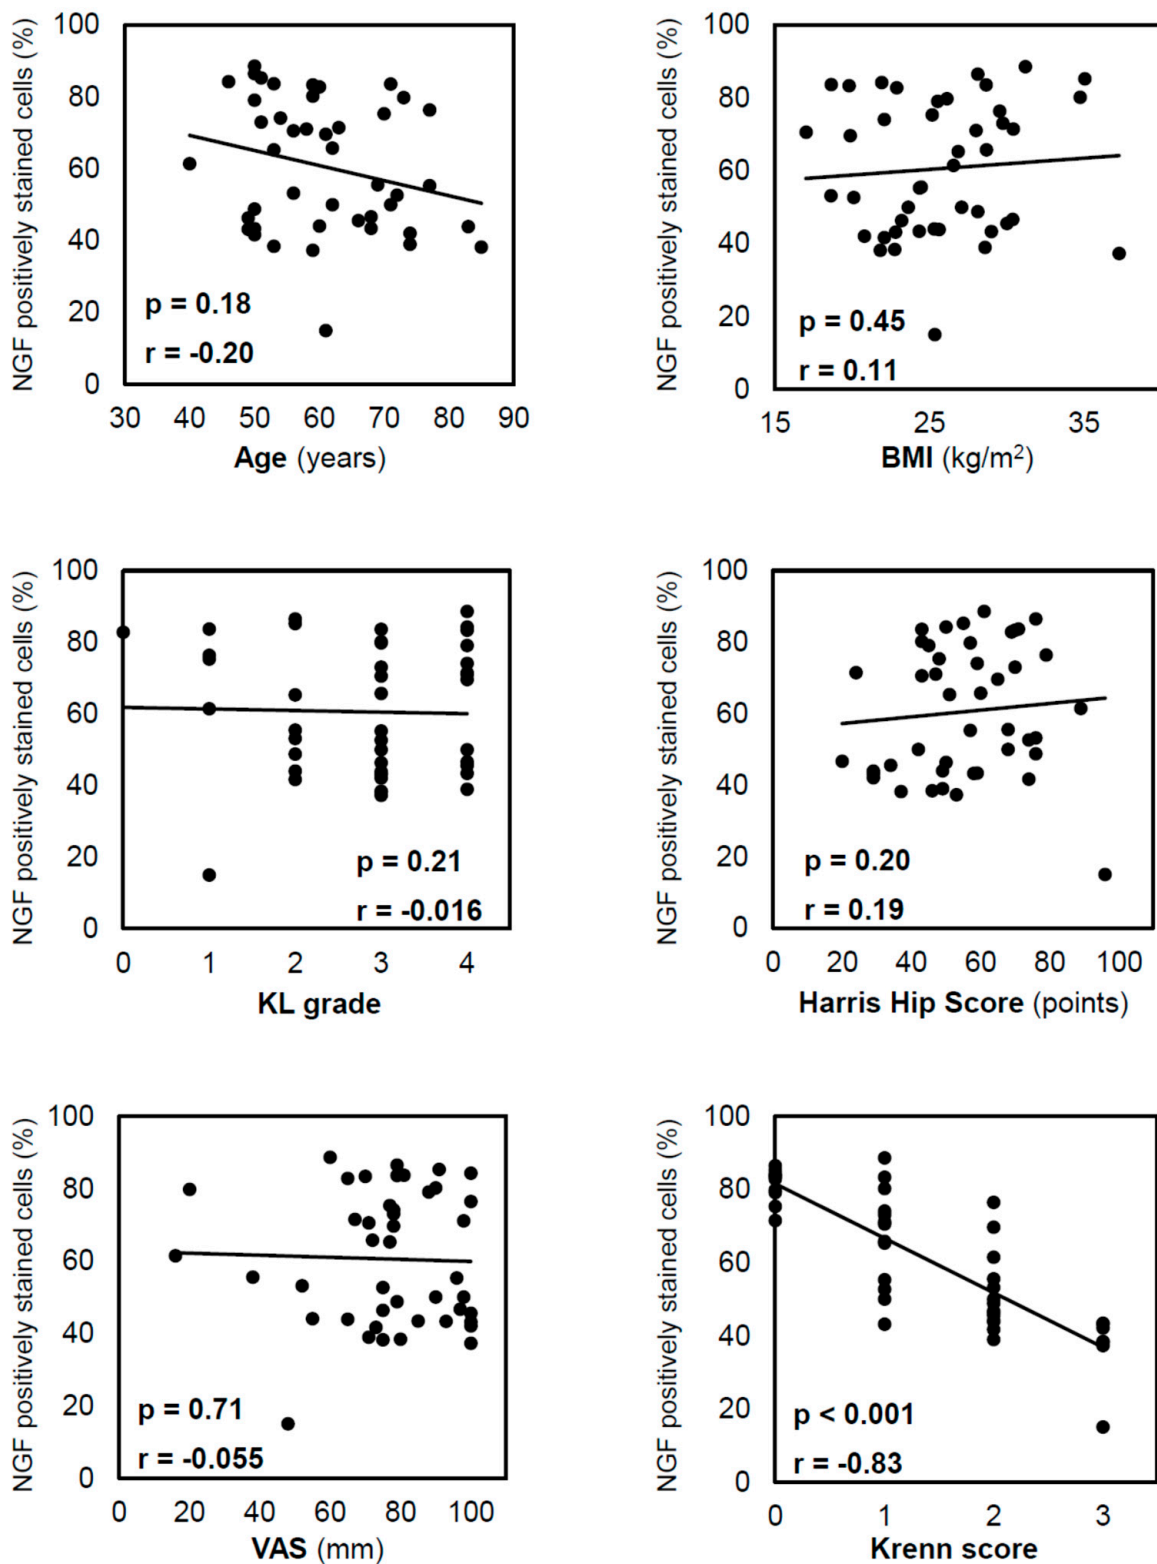 NGF positively stained cells (%)
100
80
60
40
20
0
p = 0.18
r = -0.20
30 40 50 60 70 80 90
Age (years)
NGF positively stained cells (%)
100
80
60
40
20
0
p = 0.45
r = 0.11
15 25 35
BMI (kg/m²)
NGF positively stained cells (%)
100
80
60
40
20
0
p = 0.21
r = -0.016
0 1 2 3 4
KL grade
NGF positively stained cells (%)
100
80
60
40
20
0
p = 0.20
r = 0.19
0 20 40 60 80 100
Harris Hip Score (points)
NGF positively stained cells (%)
100
80
60
40
20
0
p = 0.71
r = -0.055
0 20 40 60 80 100
VAS (mm)
NGF positively stained cells (%)
100
80
60
40
20
0
p < 0.001
r = -0.83
0 1 2 3
Krenn score